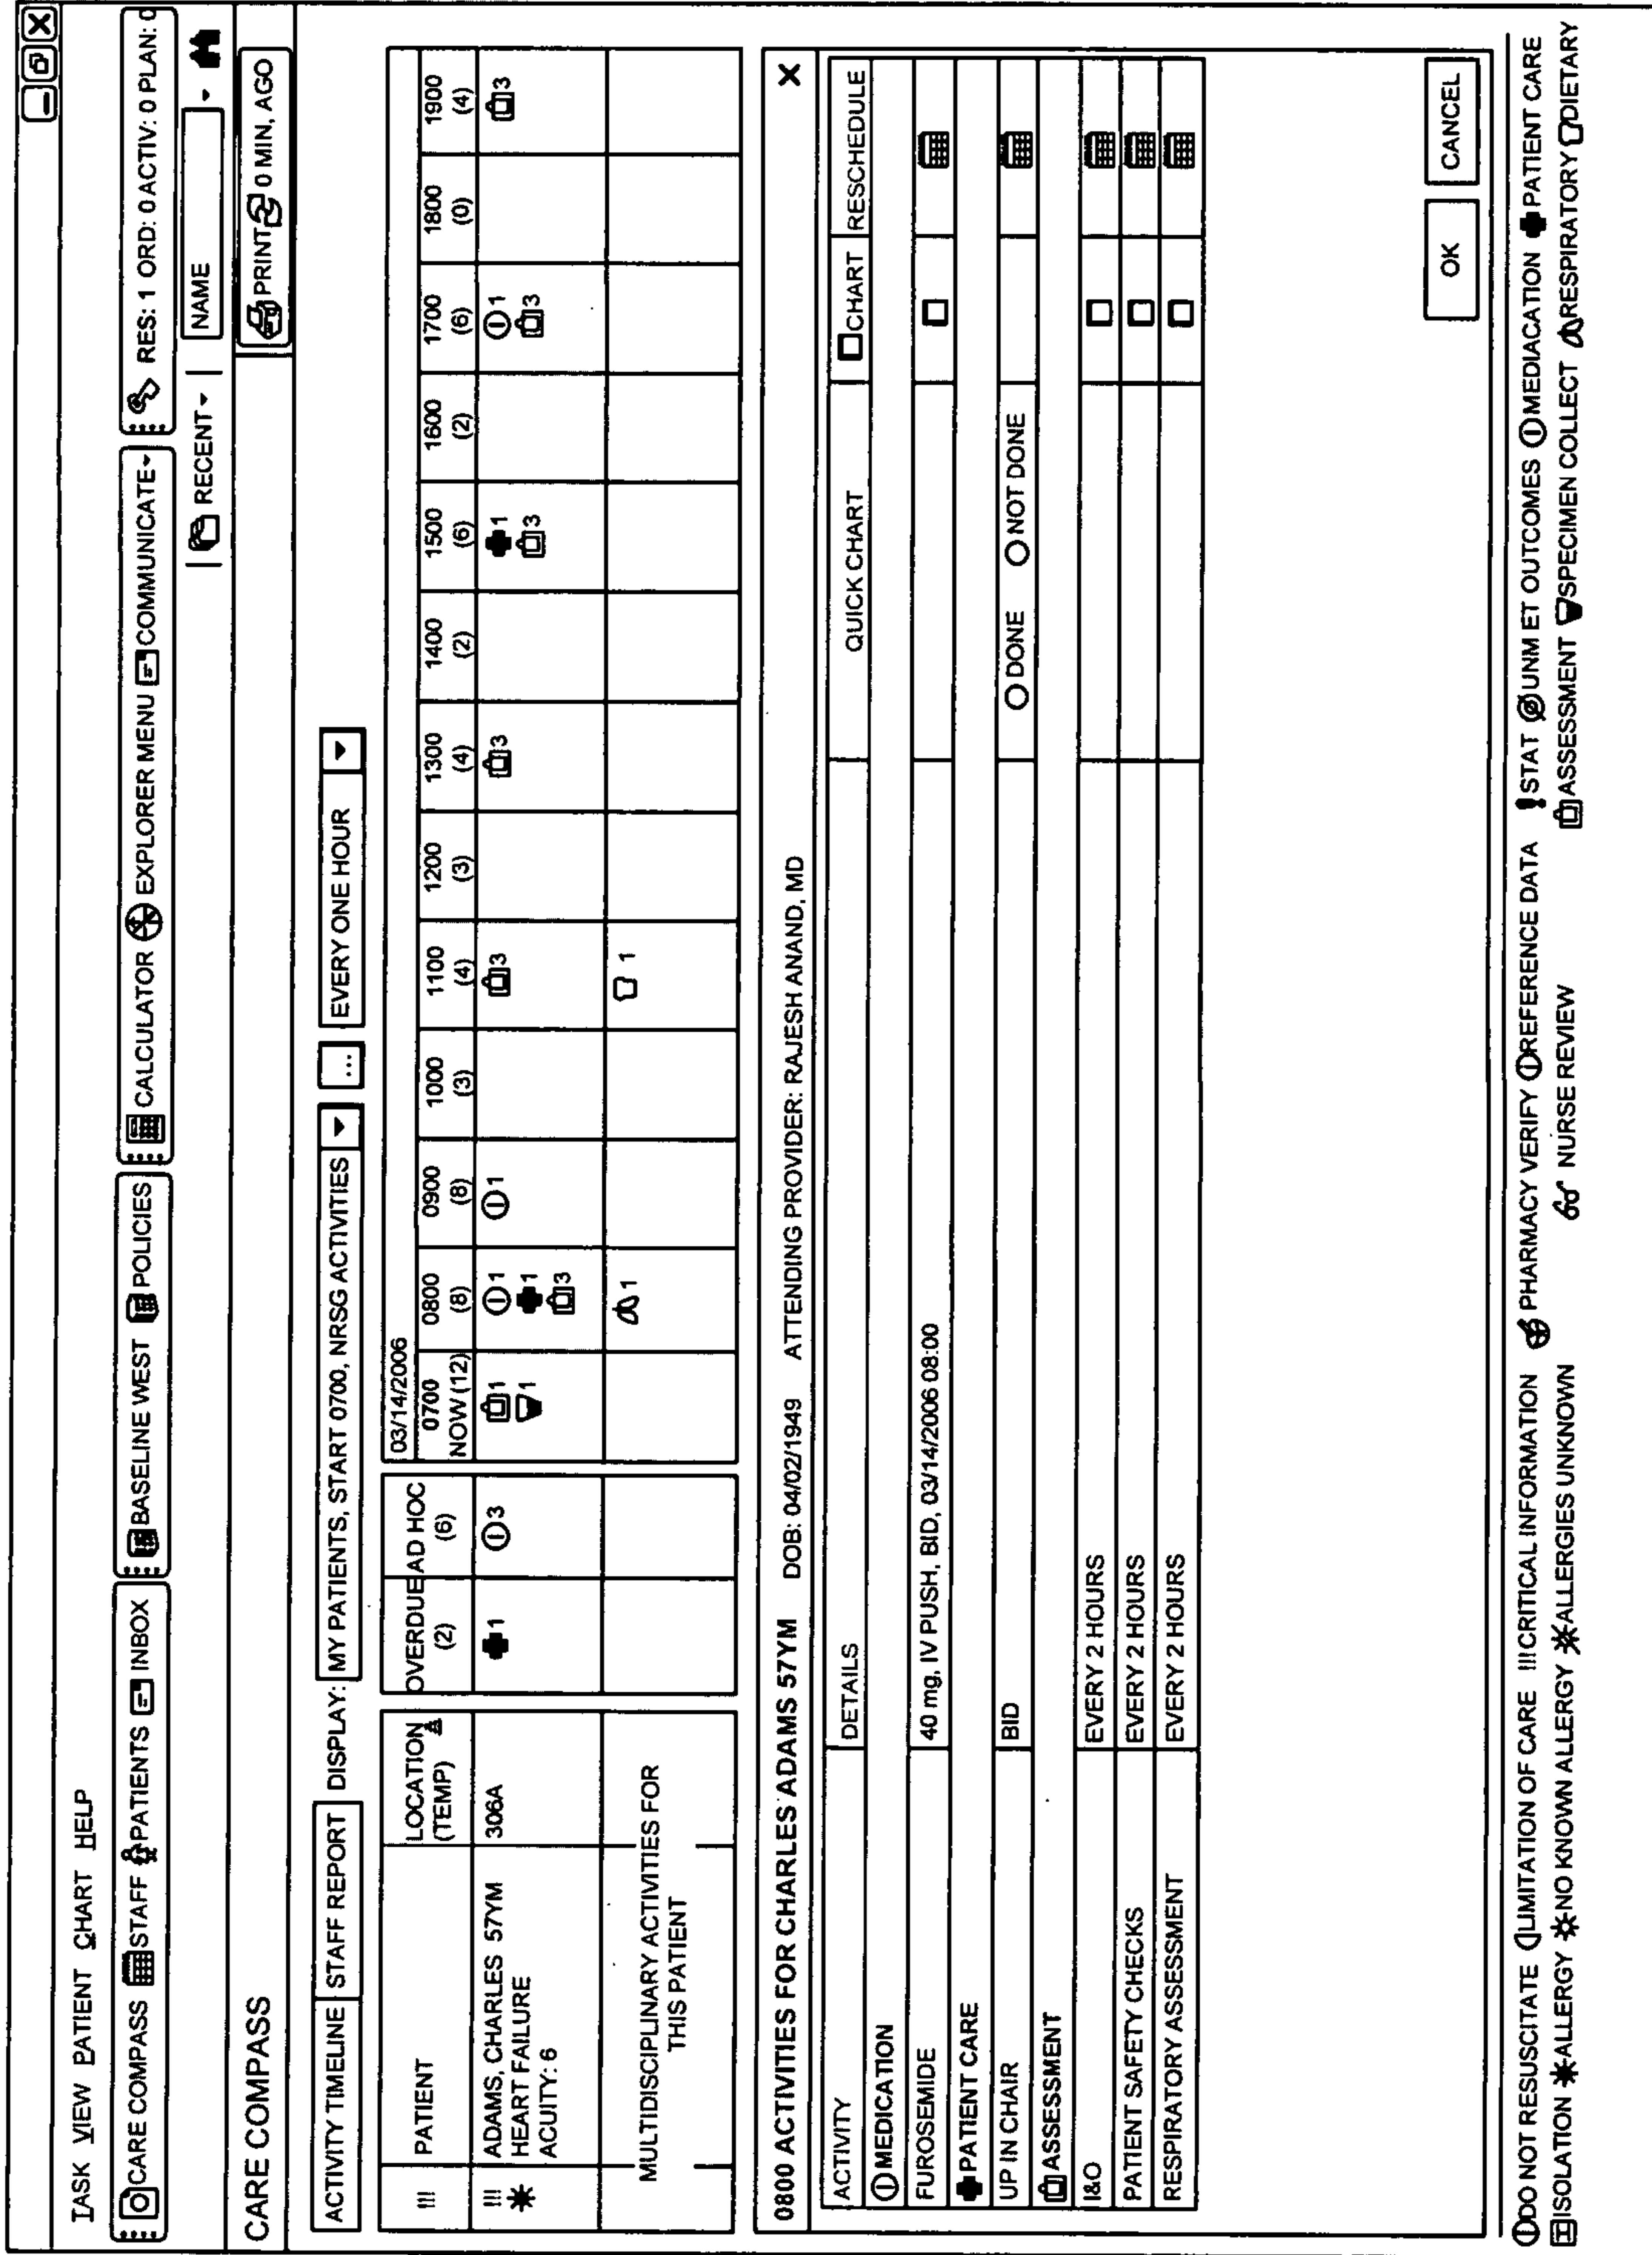 TASK VIEW PATIENT CHART HELP
CARE COMPASS STAFF PATIENTS INBOX BASELINE WEST POLICIES CALCULATOR EXPLORER MENU COMMUNICATE RES: 1 ORD: 0 ACTIV: 0 PLAN: 0
RECENT NAME
CARE COMPASS PRINT 0 MIN, AGO
ACTIVITY TIMELINE STAFF REPORT DISPLAY: MY PATIENTS, START 0700, NRSG ACTIVITIES ... EVERY ONE HOUR
03/14/2006
!!! PATIENT LOCATION OVERDUE AD HOC 0700 0800 0900 1000 1100 1200 1300 1400 1500 1600 1700 1800 1900
(TEMP) (2) (6) NOW (12) (8) (8) (3) (4) (3) (4) (2) (6) (2) (6) (0) (4)
!!! ADAMS, CHARLES 57YM 306A 1 3 1 1 1 3 3 1 1 3
HEART FAILURE 1 1 3 3
ACUITY: 6 3
MULTIDISCIPLINARY ACTIVITIES FOR 1 1
THIS PATIENT
0800 ACTIVITIES FOR CHARLES ADAMS 57YM DOB: 04/02/1949 ATTENDING PROVIDER: RAJESH ANAND, MD X
ACTIVITY DETAILS QUICK CHART CHART RESCHEDULE
MEDICATION
FUROSEMIDE 40 mg, IV PUSH, BID, 03/14/2006 08:00
PATIENT CARE
UP IN CHAIR BID DONE NOT DONE
ASSESSMENT
I&O EVERY 2 HOURS
PATIENT SAFETY CHECKS EVERY 2 HOURS
RESPIRATORY ASSESSMENT EVERY 2 HOURS
OK CANCEL
DO NOT RESUSCITATE LIMITATION OF CARE !!!CRITICAL INFORMATION PHARMACY VERIFY REFERENCE DATA STAT UNM ET OUTCOMES MEDIACATION PATIENT CARE
ISOLATION ALLERGY NO KNOWN ALLERGY ALLERGIES UNKNOWN NURSE REVIEW ASSESSMENT SPECIMEN COLLECT RESPIRATORY DIETARY